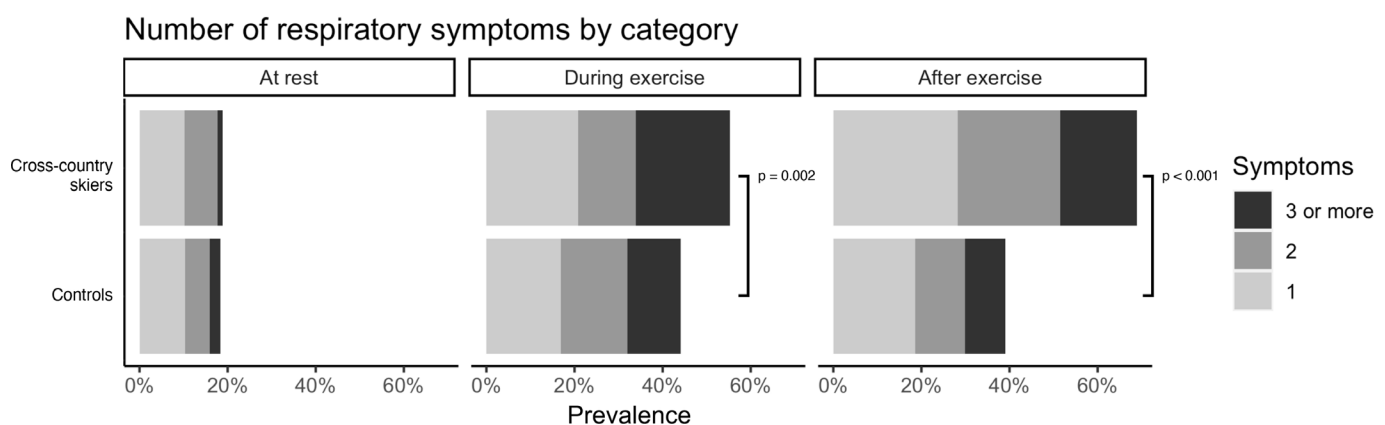 Number of respiratory symptoms by category
At rest
During exercise
After exercise
Cross-country
skiers
Controls
p = 0.002
p < 0.001
0%
20%
40%
60%
0%
20%
40%
60%
0%
20%
40%
60%
Prevalence
Symptoms
3 or more
2
1